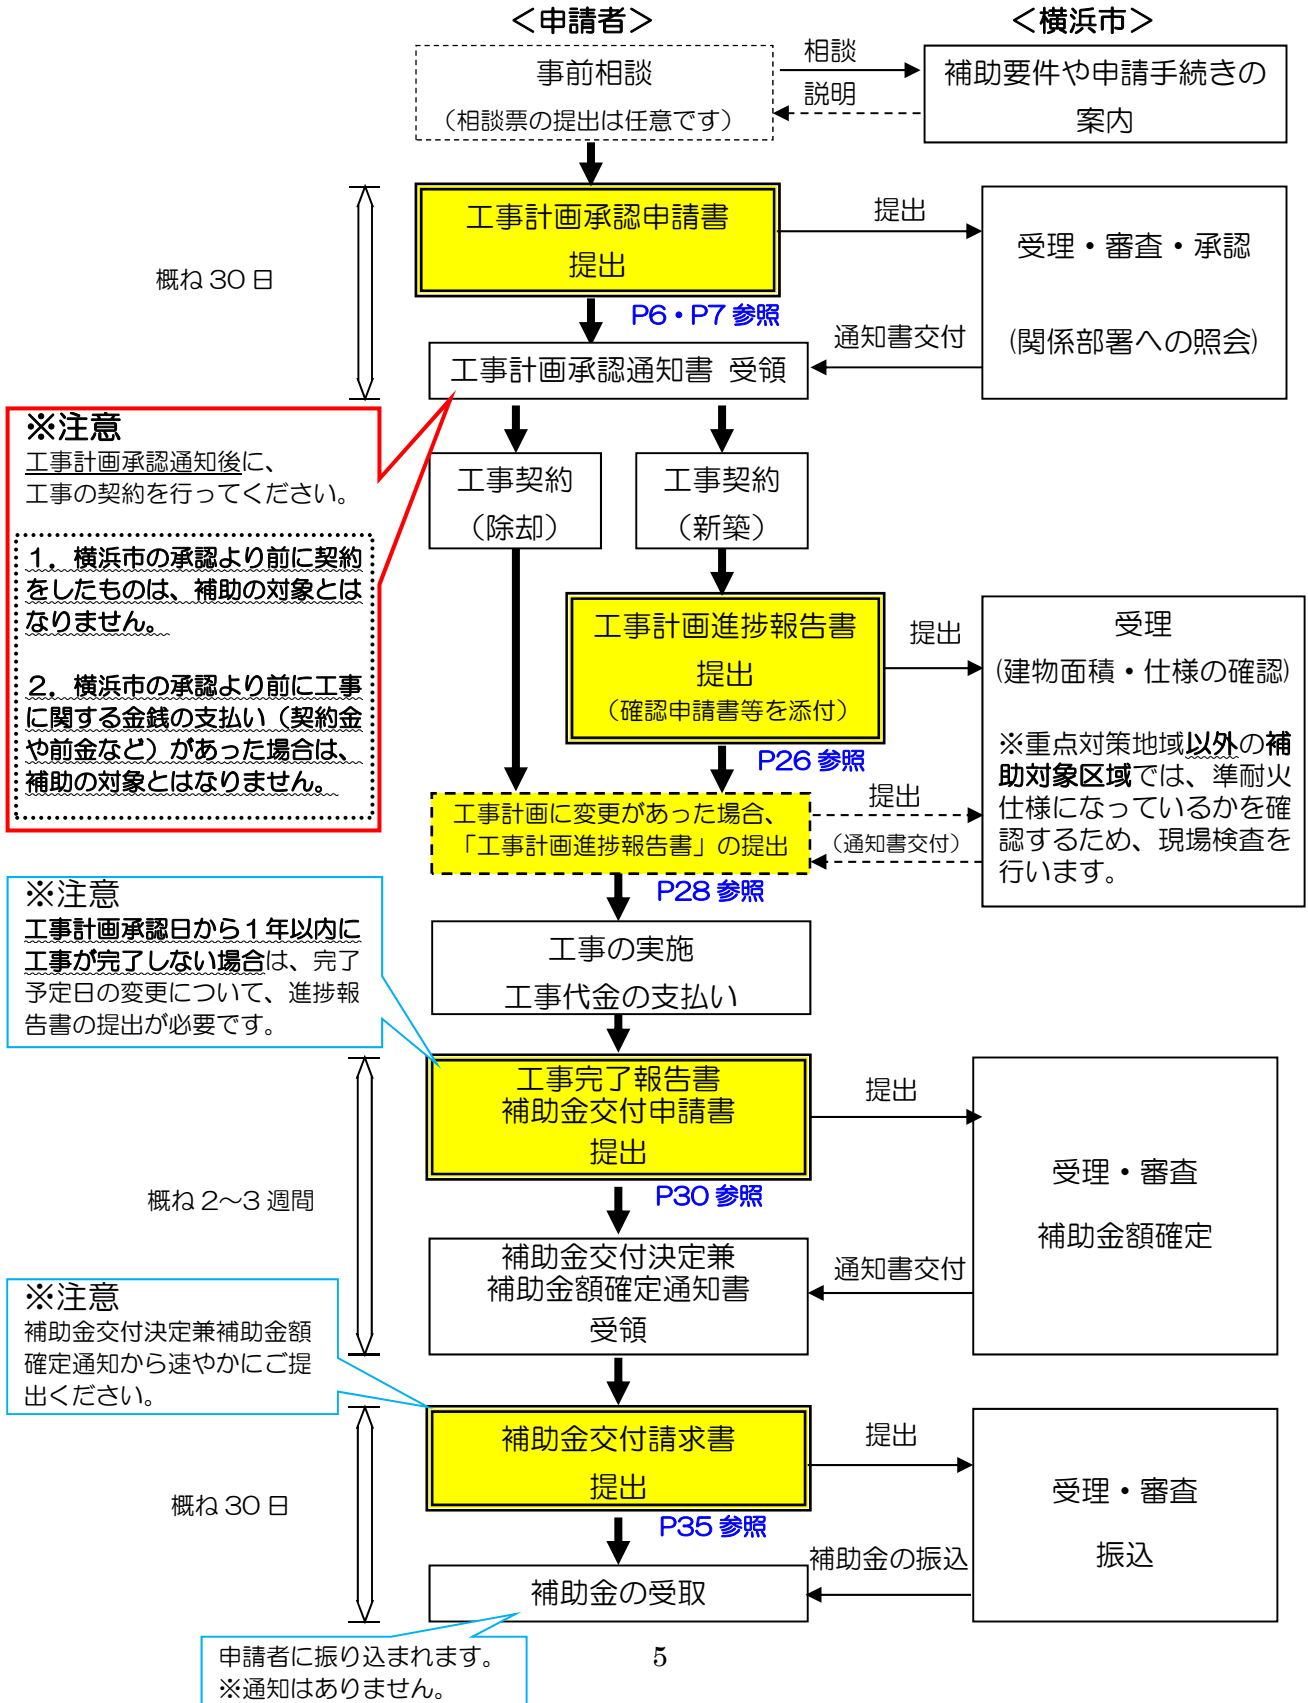 ＜申請者＞
＜横浜市＞
事前相談
（相談票の提出は任意です）
相談
説明
補助要件や申請手続きの
案内
概ね 30 日
工事計画承認申請書
提出
提出
受理・審査・承認
(関係部署への照会)
P6・P7 参照
通知書交付
工事計画承認通知書 受領
※注意
工事計画承認通知後に、
工事の契約を行ってください。
１．横浜市の承認より前に契約
をしたものは、補助の対象とは
なりません。
２．横浜市の承認より前に工事
に関する金銭の支払い（契約金
や前金など）があった場合は、
補助の対象とはなりません。
工事契約
（除却）
工事契約
（新築）
工事計画進捗報告書
提出
（確認申請書等を添付）
提出
P26 参照
受理
(建物面積・仕様の確認)
※重点対策地域以外の補
助対象区域では、準耐火
仕様になっているかを確
認するため、現場検査を
行います。
工事計画に変更があった場合、
「工事計画進捗報告書」の提出
提出
（通知書交付）
P28 参照
※注意
工事計画承認日から１年以内に
工事が完了しない場合は、完了
予定日の変更について、進捗報
告書の提出が必要です。
工事の実施
工事代金の支払い
概ね 2～3 週間
工事完了報告書
補助金交付申請書
提出
提出
P30 参照
受理・審査
補助金額確定
補助金交付決定兼
補助金額確定通知書
受領
通知書交付
※注意
補助金交付決定兼補助金額
確定通知から速やかにご提
出ください。
概ね 30 日
補助金交付請求書
提出
提出
P35 参照
受理・審査
振込
補助金の振込
補助金の受取
申請者に振り込まれます。
※通知はありません。
5